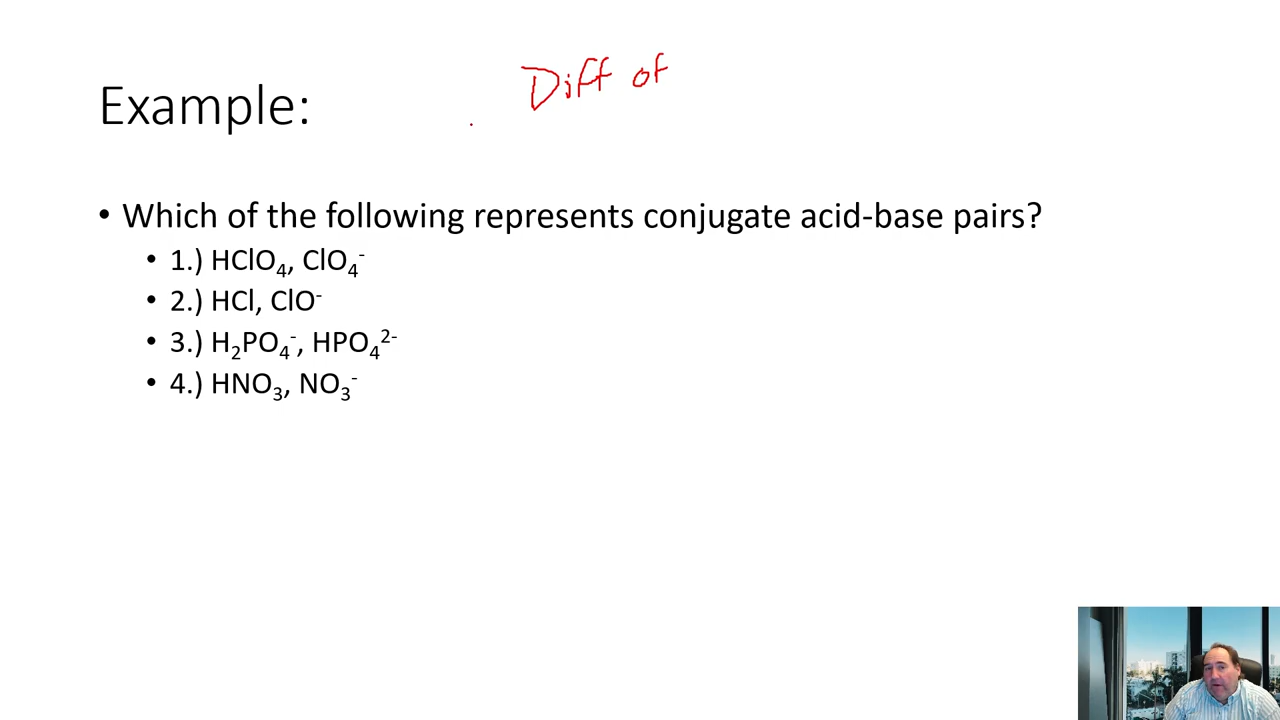 Diff of
Example:
• Which of the following represents conjugate acid-base pairs?
• 1.) HClO₄, ClO₄⁻
• 2.) HCl, ClO⁻
• 3.) H₂PO₄⁻, HPO₄²⁻
• 4.) HNO₃, NO₃⁻